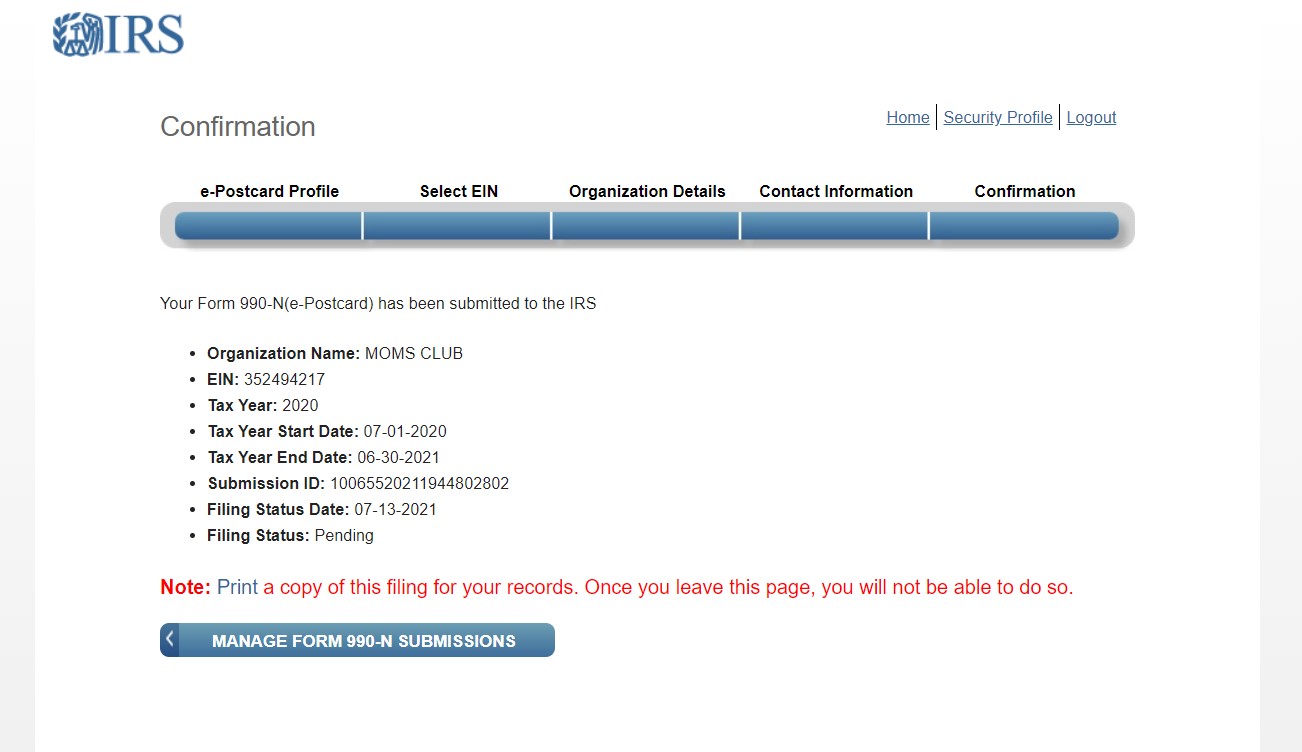 IRS
Confirmation
Home Security Profile Logout
e-Postcard Profile Select EIN Organization Details Contact Information Confirmation
Your Form 990-N(e-Postcard) has been submitted to the IRS
• Organization Name: MOMS CLUB
• EIN: 352494217
• Tax Year: 2020
• Tax Year Start Date: 07-01-2020
• Tax Year End Date: 06-30-2021
• Submission ID: 10065520211944802802
• Filing Status Date: 07-13-2021
• Filing Status: Pending
Note: Print a copy of this filing for your records. Once you leave this page, you will not be able to do so.
MANAGE FORM 990-N SUBMISSIONS